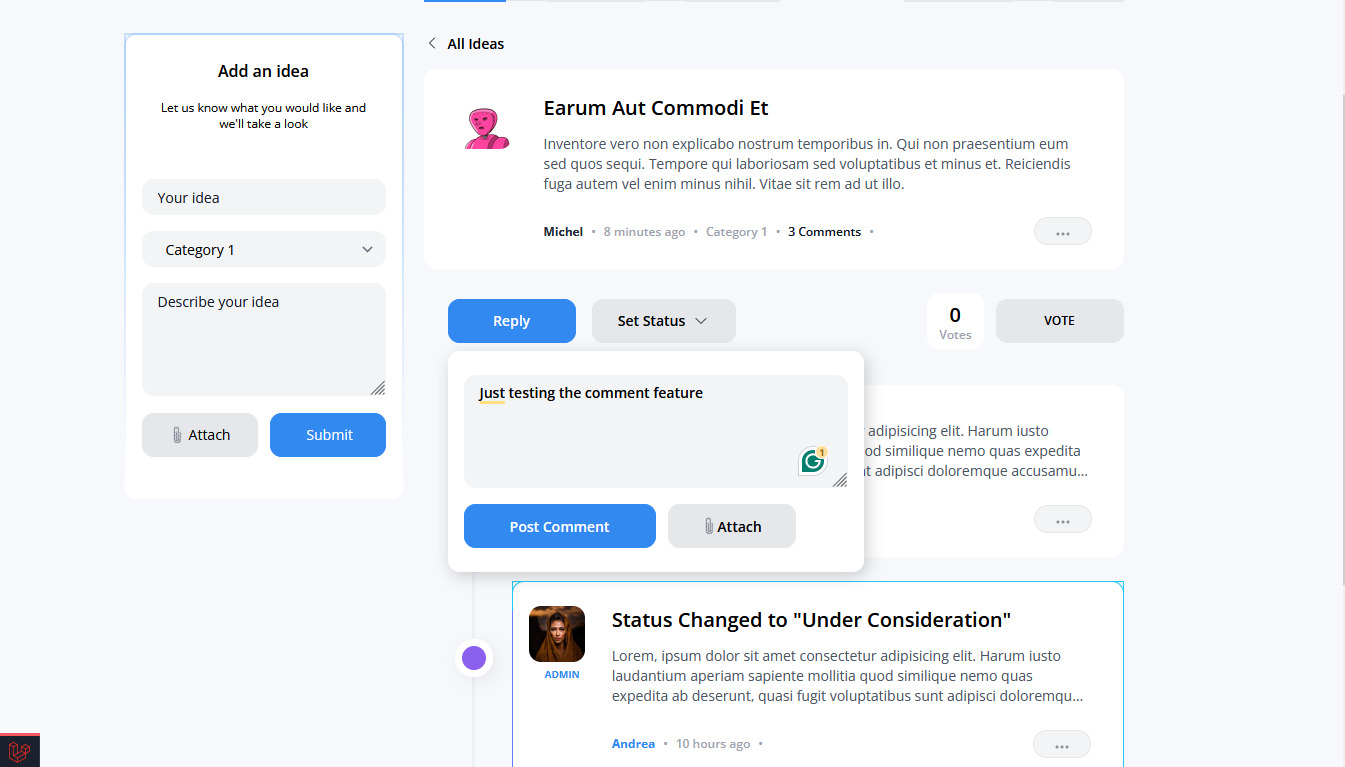 Add an idea
Let us know what you would like and
we'll take a look
Your idea
Category 1
Describe your idea
Attach
Submit
All Ideas
Earum Aut Commodi Et
Inventore vero non explicabo nostrum temporibus in. Qui non praesentium eum
sed quos sequi. Tempore qui laboriosam sed voluptatibus et minus et. Reiciendis
fuga autem vel enim minus nihil. Vitae sit rem ad ut illo.
Michel • 8 minutes ago • Category 1 • 3 Comments •
...
Reply
Set Status
0
Votes
VOTE
Just testing the comment feature
G 1
Post Comment
Attach
adipisicing elit. Harum iusto
od similique nemo quas expedita
adipisci doloremque accusamu...
...
Status Changed to "Under Consideration"
ADMIN
Lorem, ipsum dolor sit amet consectetur adipisicing elit. Harum iusto
laudantium aperiam sapiente mollitia quod similique nemo quas
expedita ab deserunt, quasi fugit voluptatibus sunt adipisci doloremqu...
Andrea • 10 hours ago •
...